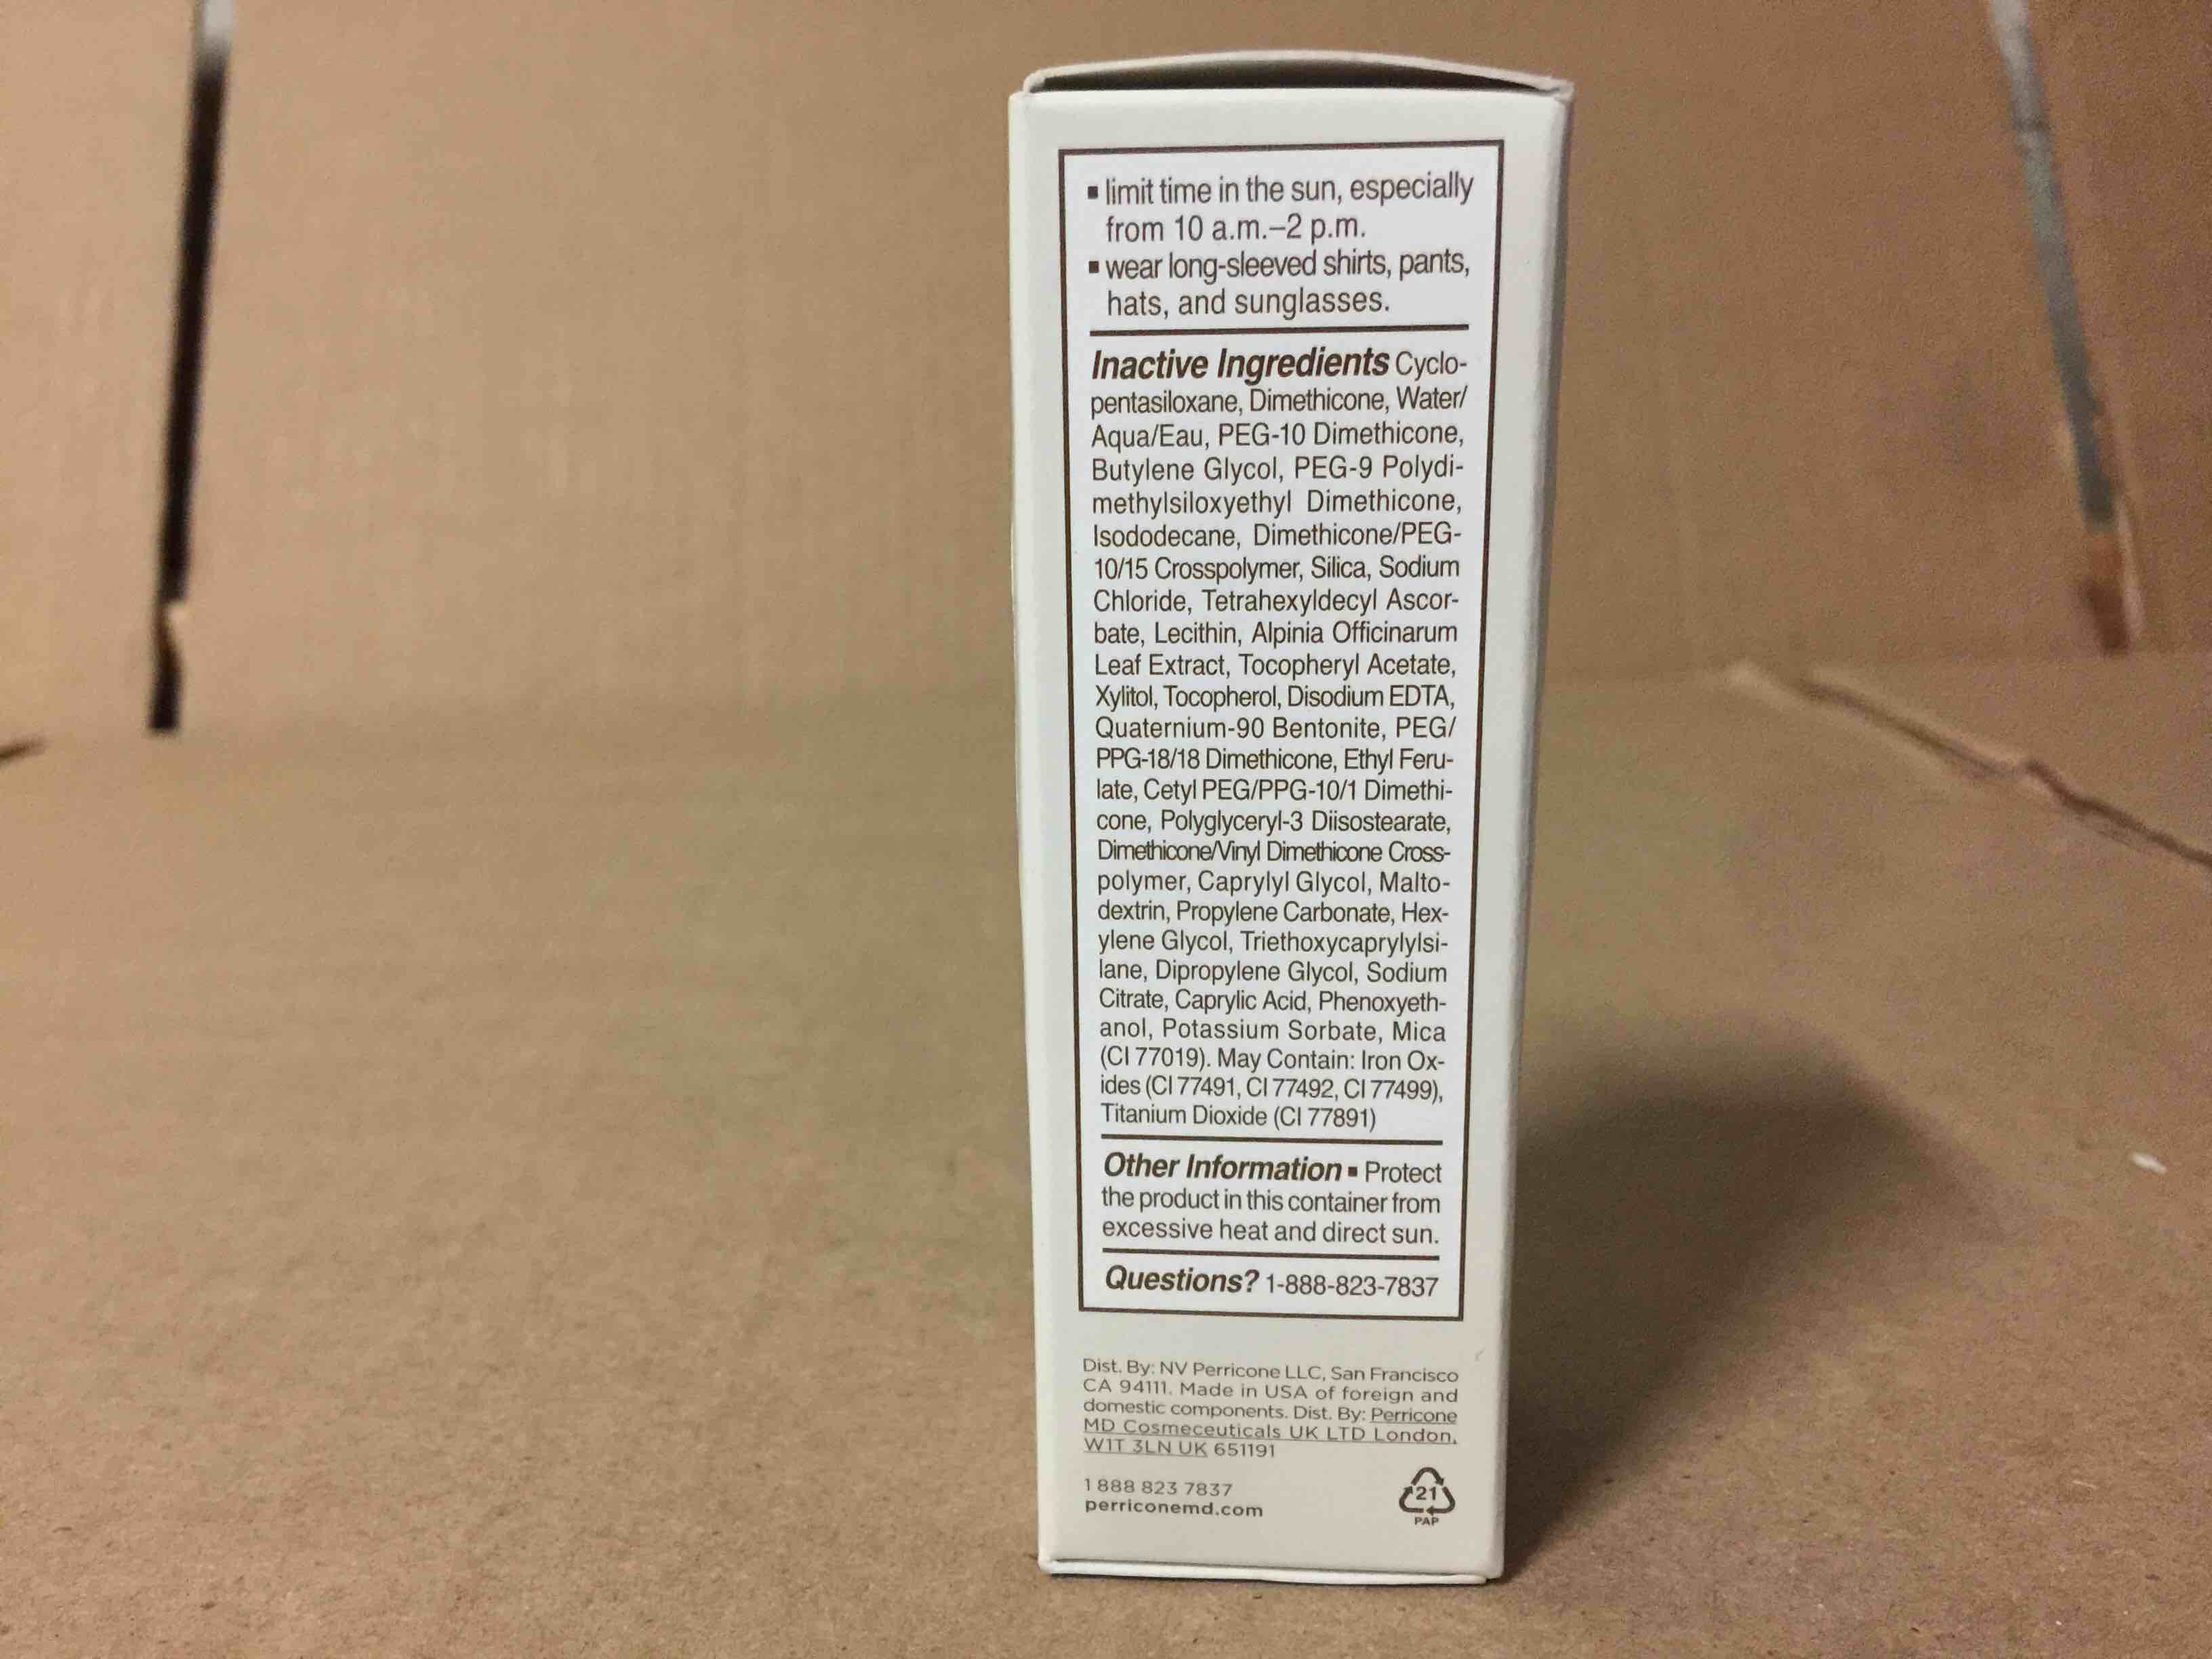 ▪ limit time in the sun, especially
from 10 a.m.–2 p.m.
▪ wear long-sleeved shirts, pants,
hats, and sunglasses.
Inactive Ingredients Cyclo-
pentasiloxane, Dimethicone, Water/
Aqua/Eau, PEG-10 Dimethicone,
Butylene Glycol, PEG-9 Polydi-
methylsiloxyethyl Dimethicone,
Isododecane, Dimethicone/PEG-
10/15 Crosspolymer, Silica, Sodium
Chloride, Tetrahexyldecyl Ascor-
bate, Lecithin, Alpinia Officinarum
Leaf Extract, Tocopheryl Acetate,
Xylitol, Tocopherol, Disodium EDTA,
Quaternium-90 Bentonite, PEG/
PPG-18/18 Dimethicone, Ethyl Feru-
late, Cetyl PEG/PPG-10/1 Dimethi-
cone, Polyglyceryl-3 Diisostearate,
Dimethicone/Vinyl Dimethicone Cross-
polymer, Caprylyl Glycol, Malto-
dextrin, Propylene Carbonate, Hex-
ylene Glycol, Triethoxycaprylylsi-
lane, Dipropylene Glycol, Sodium
Citrate, Caprylic Acid, Phenoxyeth-
anol, Potassium Sorbate, Mica
(CI 77019). May Contain: Iron Ox-
ides (CI 77491, CI 77492, CI 77499),
Titanium Dioxide (CI 77891)
Other Information ▪ Protect
the product in this container from
excessive heat and direct sun.
Questions? 1-888-823-7837
Dist. By: NV Perricone LLC, San Francisco
CA 94111. Made in USA of foreign and
domestic components. Dist. By: Perricone
MD Cosmeceuticals UK LTD London,
W1T 3LN UK 651191
1 888 823 7837
perriconemd.com
21
PAP